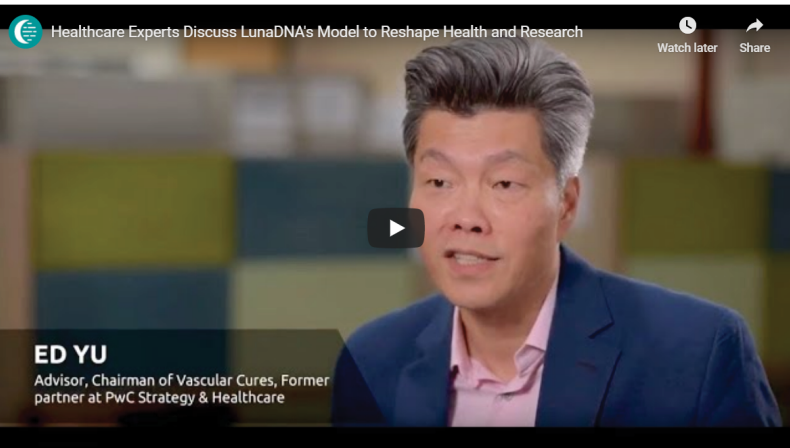 Healthcare Experts Discuss LunaDNA's Model to Reshape Health and Research
Watch later
Share
ED YU
Advisor, Chairman of Vascular Cures, Former
partner at PwC Strategy & Healthcare